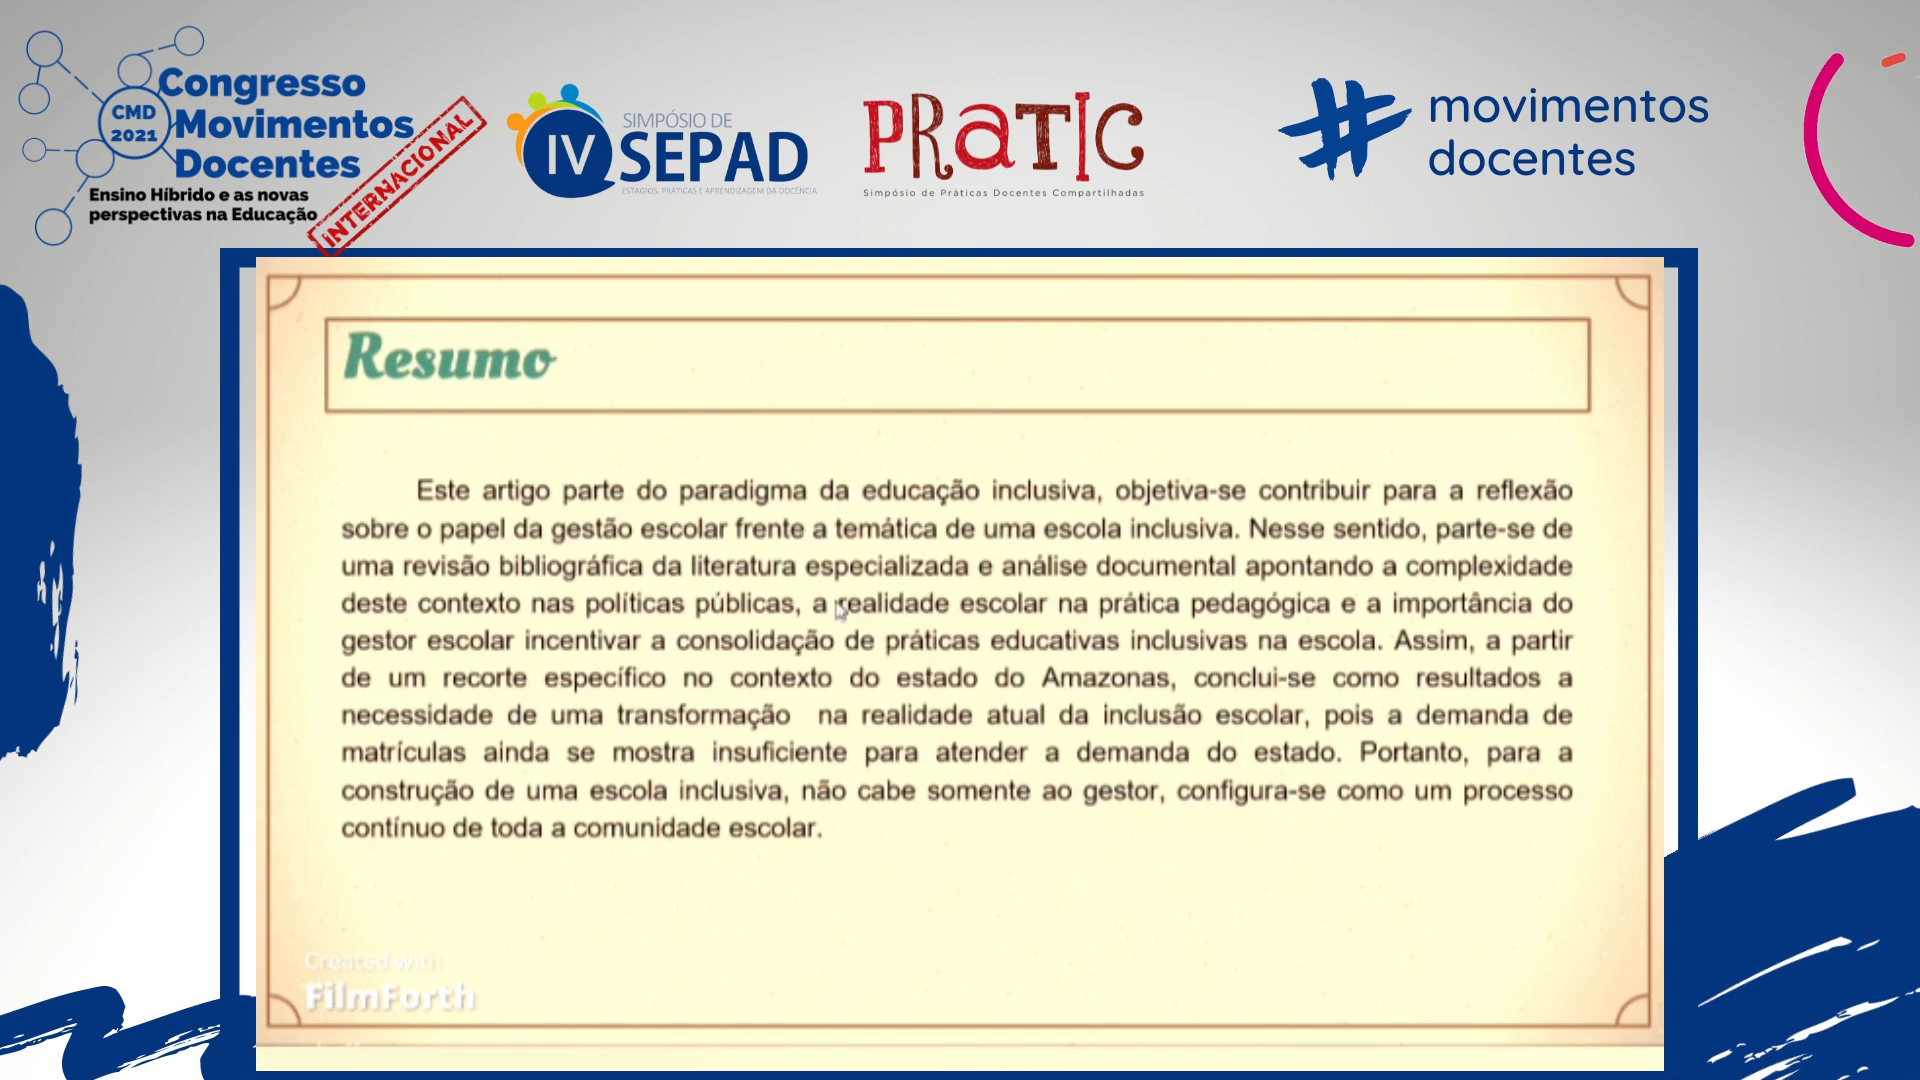 Congresso
Movimentos
Docentes
CMD
2021
Ensino Híbrido e as novas
perspectivas na Educação
INTERNACIONAL
SIMPÓSIO DE
IV SEPAD
ESTÁGIOS, PRÁTICAS E APRENDIZAGEM DA DOCÊNCIA
PRATIC
Simpósio de Práticas Docentes Compartilhadas
# movimentos
docentes
Resumo
Este artigo parte do paradigma da educação inclusiva, objetiva-se contribuir para a reflexão
sobre o papel da gestão escolar frente a temática de uma escola inclusiva. Nesse sentido, parte-se de
uma revisão bibliográfica da literatura especializada e análise documental apontando a complexidade
deste contexto nas políticas públicas, a realidade escolar na prática pedagógica e a importância do
gestor escolar incentivar a consolidação de práticas educativas inclusivas na escola. Assim, a partir
de um recorte específico no contexto do estado do Amazonas, conclui-se como resultados a
necessidade de uma transformação na realidade atual da inclusão escolar, pois a demanda de
matrículas ainda se mostra insuficiente para atender a demanda do estado. Portanto, para a
construção de uma escola inclusiva, não cabe somente ao gestor, configura-se como um processo
contínuo de toda a comunidade escolar.
Created with
FilmForth